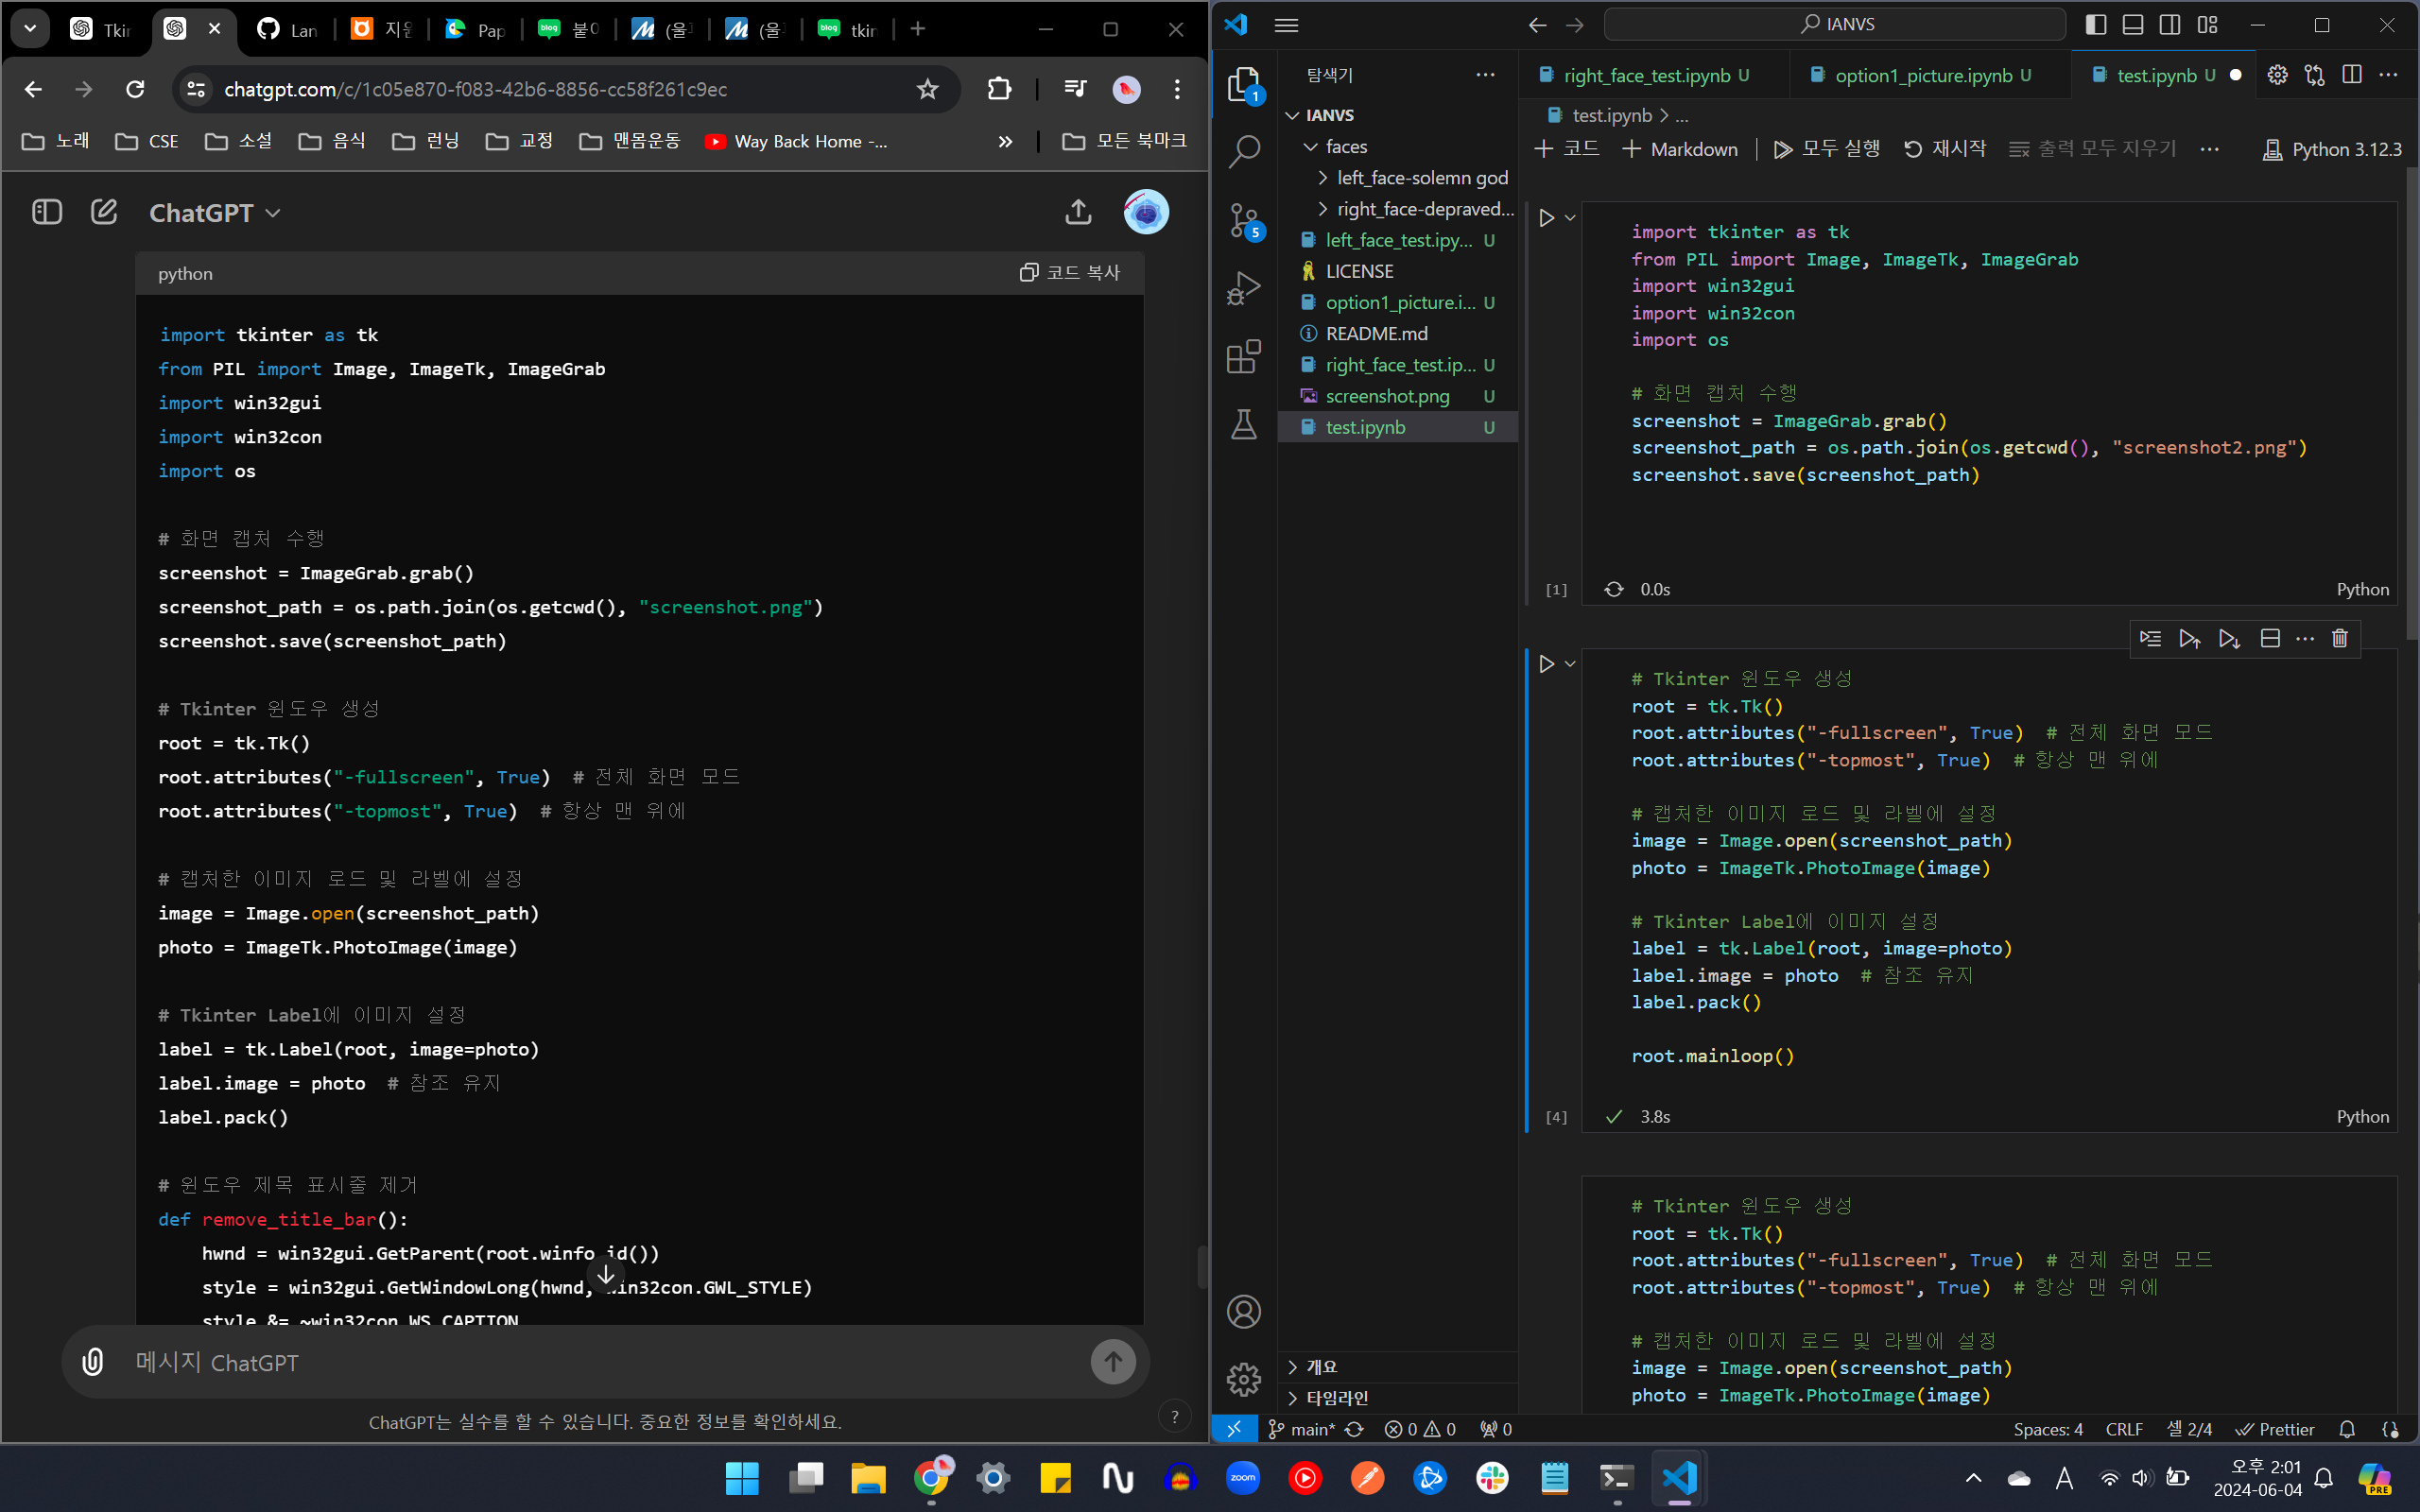 Tkin
Lan
지원
Pap
붙여
(울고
(울고
tkin
chatgpt.com/c/1c05e870-f083-42b6-8856-cc58f261c9ec
노래
CSE
소설
음식
런닝
교정
맨몸운동
Way Back Home -...
모든 북마크
ChatGPT
python
코드 복사
import tkinter as tk
from PIL import Image, ImageTk, ImageGrab
import win32gui
import win32con
import os
# 화면 캡처 수행
screenshot = ImageGrab.grab()
screenshot_path = os.path.join(os.getcwd(), "screenshot.png")
screenshot.save(screenshot_path)
# Tkinter 윈도우 생성
root = tk.Tk()
root.attributes("-fullscreen", True)  # 전체 화면 모드
root.attributes("-topmost", True)  # 항상 맨 위에
# 캡처한 이미지 로드 및 라벨에 설정
image = Image.open(screenshot_path)
photo = ImageTk.PhotoImage(image)
# Tkinter Label에 이미지 설정
label = tk.Label(root, image=photo)
label.image = photo  # 참조 유지
label.pack()
# 윈도우 제목 표시줄 제거
def remove_title_bar():
hwnd = win32gui.GetParent(root.winfo_id())
style = win32gui.GetWindowLong(hwnd, win32con.GWL_STYLE)
style &= ~win32con.WS_CAPTION
메시지 ChatGPT
ChatGPT는 실수를 할 수 있습니다. 중요한 정보를 확인하세요.
?
IANVS
탐색기
IANVS
faces
left_face-solemn god
right_face-depraved...
left_face_test.ipy... U
LICENSE
option1_picture.i... U
README.md
right_face_test.ip... U
screenshot.png U
test.ipynb U
1
5
개요
타임라인
right_face_test.ipynb U
option1_picture.ipynb U
test.ipynb U
test.ipynb > ...
코드
Markdown
모두 실행
재시작
출력 모두 지우기
Python 3.12.3
import tkinter as tk
from PIL import Image, ImageTk, ImageGrab
import win32gui
import win32con
import os
# 화면 캡처 수행
screenshot = ImageGrab.grab()
screenshot_path = os.path.join(os.getcwd(), "screenshot2.png")
screenshot.save(screenshot_path)
[1]
0.0s
Python
# Tkinter 윈도우 생성
root = tk.Tk()
root.attributes("-fullscreen", True)  # 전체 화면 모드
root.attributes("-topmost", True)  # 항상 맨 위에
# 캡처한 이미지 로드 및 라벨에 설정
image = Image.open(screenshot_path)
photo = ImageTk.PhotoImage(image)
# Tkinter Label에 이미지 설정
label = tk.Label(root, image=photo)
label.image = photo  # 참조 유지
label.pack()
root.mainloop()
[4]
3.8s
Python
# Tkinter 윈도우 생성
root = tk.Tk()
root.attributes("-fullscreen", True)  # 전체 화면 모드
root.attributes("-topmost", True)  # 항상 맨 위에
# 캡처한 이미지 로드 및 라벨에 설정
image = Image.open(screenshot_path)
photo = ImageTk.PhotoImage(image)
main*
0
0
0
Spaces: 4
CRLF
셀 2/4
Prettier
zoom
A
오후 2:01
2024-06-04
PRE